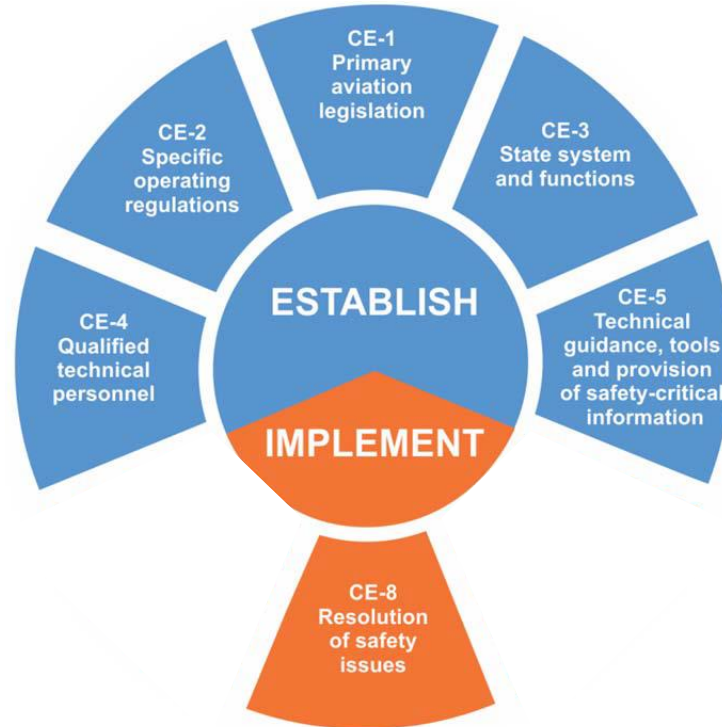 CE-1
Primary
aviation
legislation
CE-2
Specific
operating
regulations
CE-3
State system
and functions
CE-4
Qualified
technical
personnel
CE-5
Technical
guidance, tools
and provision
of safety-critical
information
ESTABLISH
IMPLEMENT
CE-8
Resolution
of safety
issues